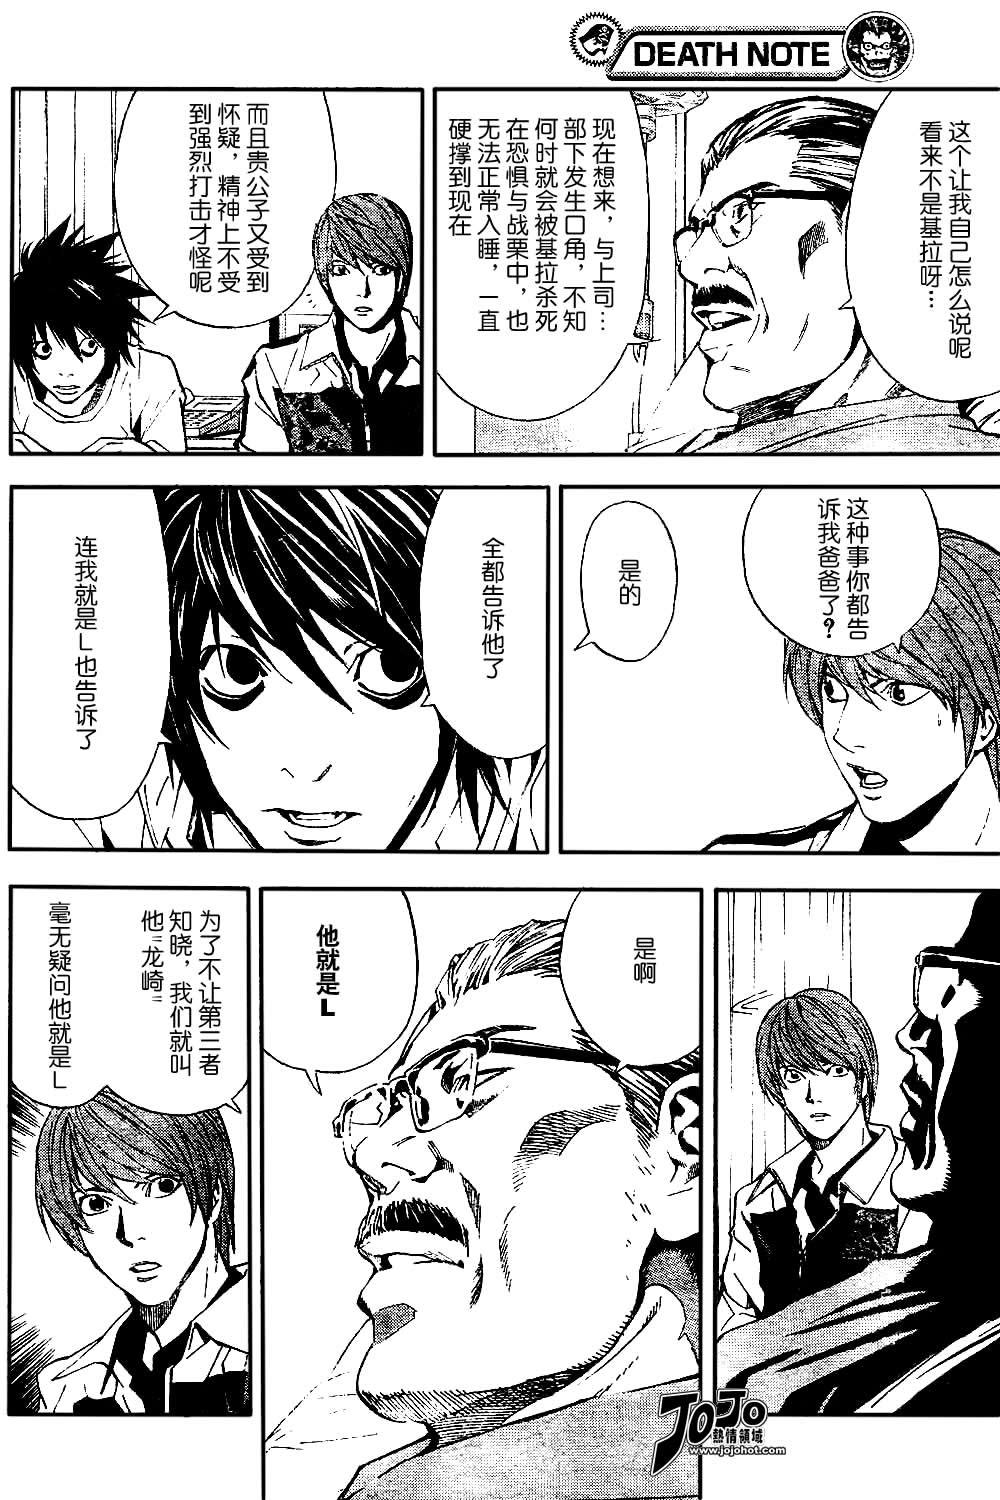 DEATH NOTE
这个让我自己怎么说呢
看来不是基拉呀…
现在想来，与上司…
部下发生口角，不知
何时就会被基拉杀死
在恐惧与战栗中，也
无法正常入睡，一直
硬撑到现在
而且贵公子又受到
怀疑，精神上不受
到强烈打击才怪呢
这种事你都告
诉我爸爸了？
是的
全都告诉他了
连我就是L也告诉了
是啊
他就是L
为了不让第三者
知晓，我们就叫
他"龙崎"
毫无疑问他就是L
JOJO
熱情領域
www.jojohot.com